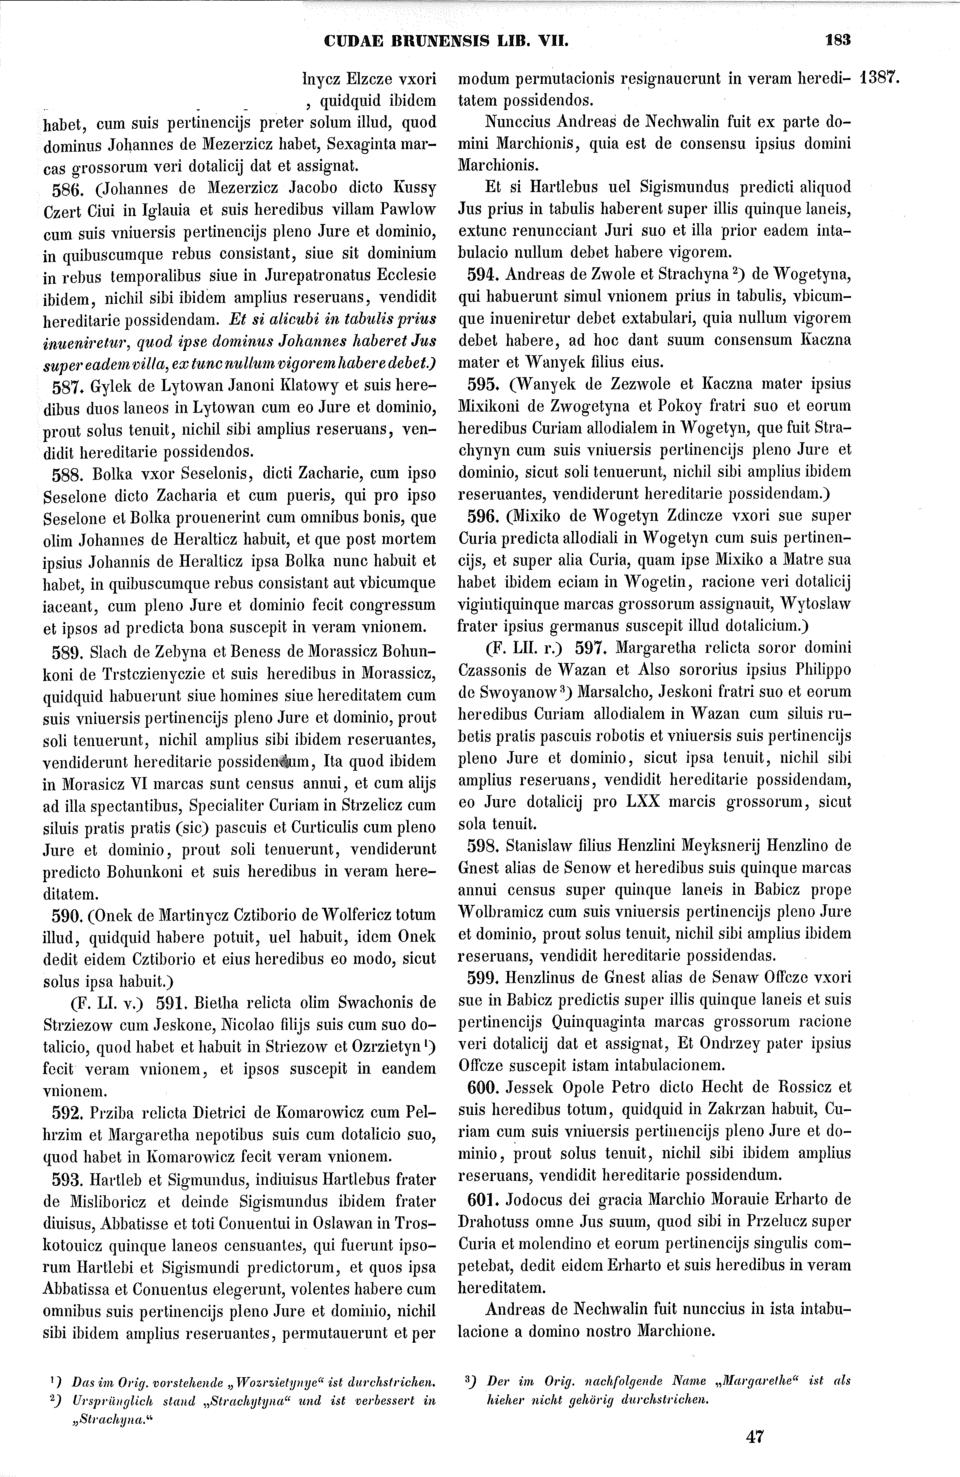 CUDAE BRUNENSIS LIB. VII. 183
lnycz Elzcze vxori
, quidquid ibidem
habet, cum suis pertinencijs preter solum illud, quod
dominus Johannes de Mezerzicz habet, Sexaginta mar-
cas grossorum veri dotalicij dat et assignat.
586. (Johannes de Mezerzicz Jacobo dicto Kussy
Czert Ciui in Iglauia et suis heredibus villam Pawlow
cum suis vniuersis pertinencijs pleno Jure et dominio,
in quibuscumque rebus consistant, siue sit dominium
in rebus temporalibus siue in Jurepatronatus Ecclesie
ibidem, nichil sibi ibidem amplius reseruans, vendidit
hereditarie possidendam. Et si alicubi in tabulis prius
inueniretur, quod ipse dominus Johannes haberet Jus
super eadem villa, ex tunc nullum vigorem habere debet.)
587. Gylek de Lytowan Janoni Klatowy et suis here-
dibus duos laneos in Lytowan cum eo Jure et dominio,
prout solus tenuit, nichil sibi amplius reseruans, ven-
didit hereditarie possidendos.
588. Bolka vxor Seselonis, dicti Zacharie, cum ipso
Seselone dicto Zacharia et cum pueris, qui pro ipso
Seselone et Bolka prouenerint cum omnibus bonis, que
olim Johannes de Heralticz habuit, et que post mortem
ipsius Johannis de Heralticz ipsa Bolka nunc habuit et
habet, in quibuscumque rebus consistant aut vbicumque
iaceant, cum pleno Jure et dominio fecit congressum
et ipsos ad predicta bona suscepit in veram vnionem.
589. Slach de Zebyna et Beness de Morassicz Bohun-
koni de Trstczienyczie et suis heredibus in Morassicz,
quidquid habuerunt siue homines siue hereditatem cum
suis vniuersis pertinencijs pleno Jure et dominio, prout
soli tenuerunt, nichil amplius sibi ibidem reseruantes,
vendiderunt hereditarie possidendum, Ita quod ibidem
in Morasicz VI marcas sunt census annui, et cum alijs
ad illa spectantibus, Specialiter Curiam in Strzelicz cum
siluis pratis pratis (sic) pascuis et Curticulis cum pleno
Jure et dominio, prout soli tenuerunt, vendiderunt
predicto Bohunkoni et suis heredibus in veram here-
ditatem.
590. (Onek de Martinycz Cztiborio de Wolfericz totum
illud, quidquid habere potuit, uel habuit, idem Onek
dedit eidem Cztiborio et eius heredibus eo modo, sicut
solus ipsa habuit.)
(F. LI. v.) 591. Bietha relicta olim Swachonis de
Strziezow cum Jeskone, Nicolao filijs suis cum suo do-
talicio, quod habet et habuit in Striezow et Ozrzietyn ¹)
fecit veram vnionem, et ipsos suscepit in eandem
vnionem.
592. Prziba relicta Dietrici de Komarowicz cum Pel-
hrzim et Margaretha nepotibus suis cum dotalicio suo,
quod habet in Komarowicz fecit veram vnionem.
593. Hartleb et Sigmundus, indiuisus Hartlebus frater
de Misliboricz et deinde Sigismundus ibidem frater
diuisus, Abbatisse et toti Conuentui in Oslawan in Tros-
kotouicz quinque laneos censuantes, qui fuerunt ipso-
rum Hartlebi et Sigismundi predictorum, et quos ipsa
Abbatissa et Conuentus elegerunt, volentes habere cum
omnibus suis pertinencijs pleno Jure et dominio, nichil
sibi ibidem amplius reseruantes, permutauerunt et per
modum permutacionis resignauerunt in veram heredi- 1387.
tatem possidendos.
Nunccius Andreas de Nechwalin fuit ex parte do-
mini Marchionis, quia est de consensu ipsius domini
Marchionis.
Et si Hartlebus uel Sigismundus predicti aliquod
Jus prius in tabulis haberent super illis quinque laneis,
extunc renuncciant Juri suo et illa prior eadem inta-
bulacio nullum debet habere vigorem.
594. Andreas de Zwole et Strachyna ²) de Wogetyna,
qui habuerunt simul vnionem prius in tabulis, vbicum-
que inueniretur debet extabulari, quia nullum vigorem
debet habere, ad hoc dant suum consensum Kaczna
mater et Wanyek filius eius.
595. (Wanyek de Zezwole et Kaczna mater ipsius
Mixikoni de Zwogetyna et Pokoy fratri suo et eorum
heredibus Curiam allodialem in Wogetyn, que fuit Stra-
chynyn cum suis vniuersis pertinencijs pleno Jure et
dominio, sicut soli tenuerunt, nichil sibi amplius ibidem
reseruantes, vendiderunt hereditarie possidendam.)
596. (Mixiko de Wogetyn Zdincze vxori sue super
Curia predicta allodiali in Wogetyn cum suis pertinen-
cijs, et super alia Curia, quam ipse Mixiko a Matre sua
habet ibidem eciam in Wogetin, racione veri dotalicij
vigintiquinque marcas grossorum assignauit, Wytoslaw
frater ipsius germanus suscepit illud dotalicium.)
(F. LII. r.) 597. Margaretha relicta soror domini
Czassonis de Wazan et Also sororius ipsius Philippo
de Swoyanow ³) Marsalcho, Jeskoni fratri suo et eorum
heredibus Curiam allodialem in Wazan cum siluis ru-
betis pratis pascuis robotis et vniuersis suis pertinencijs
pleno Jure et dominio, sicut ipsa tenuit, nichil sibi
amplius reseruans, vendidit hereditarie possidendam,
eo Jure dotalicij pro LXX marcis grossorum, sicut
sola tenuit.
598. Stanislaw filius Henzlini Meyksnerij Henzlino de
Gnest alias de Senow et heredibus suis quinque marcas
annui census super quinque laneis in Babicz prope
Wolbramicz cum suis vniuersis pertinencijs pleno Jure
et dominio, prout solus tenuit, nichil sibi amplius ibidem
reseruans, vendidit hereditarie possidendas.
599. Henzlinus de Gnest alias de Senaw Offcze vxori
sue in Babicz predictis super illis quinque laneis et suis
pertinencijs Quinquaginta marcas grossorum racione
veri dotalicij dat et assignat, Et Ondrzey pater ipsius
Offcze suscepit istam intabulacionem.
600. Jessek Opole Petro dicto Hecht de Rossicz et
suis heredibus totum, quidquid in Zakrzan habuit, Cu-
riam cum suis vniuersis pertinencijs pleno Jure et do-
minio, prout solus tenuit, nichil sibi ibidem amplius
reseruans, vendidit hereditarie possidendum.
601. Jodocus dei gracia Marchio Morauie Erharto de
Drahotuss omne Jus suum, quod sibi in Przelucz super
Curia et molendino et eorum pertinencijs singulis com-
petebat, dedit eidem Erharto et suis heredibus in veram
hereditatem.
Andreas de Nechwalin fuit nunccius in ista intabu-
lacione a domino nostro Marchione.
¹) Das im Orig. vorstehende „Wozrzietynye“ ist durchstrichen.
²) Ursprünglich stand „Strachytyna“ und ist verbessert in
„Strachyna.“
³) Der im Orig. nachfolgende Name „Margarethe“ ist als
hieher nicht gehörig durchstrichen.
47